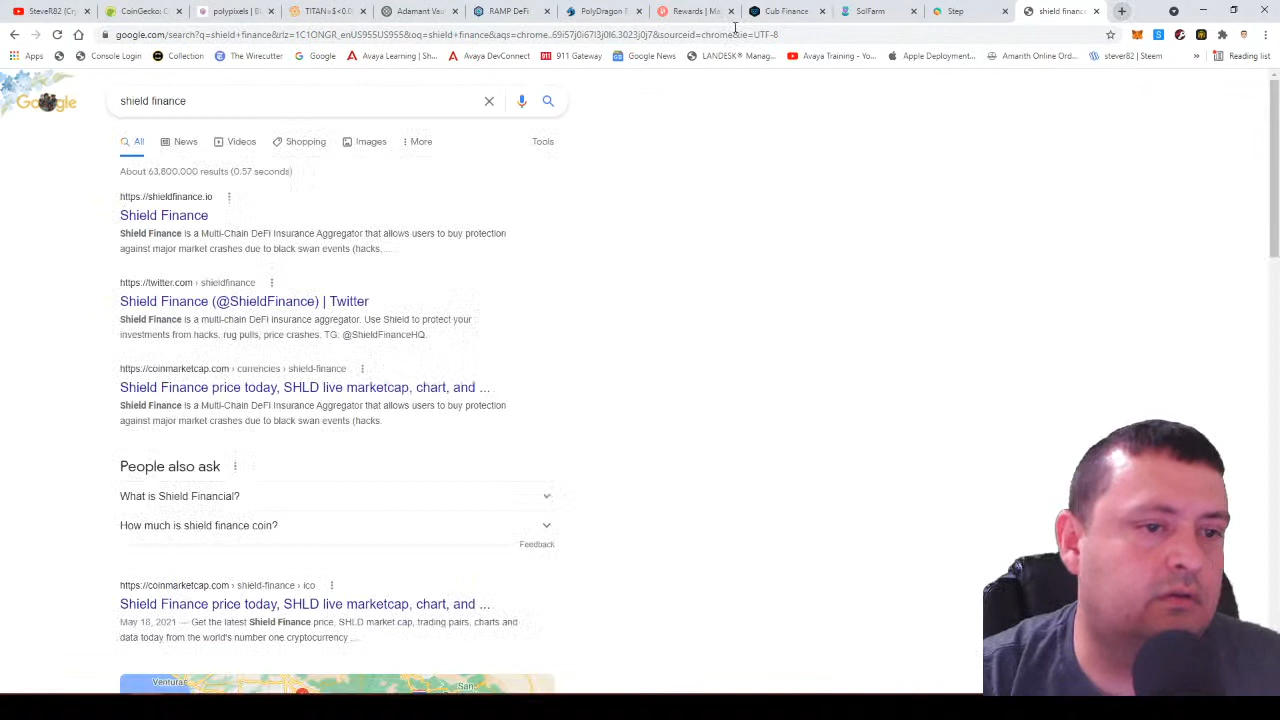 SteveR82 | Cry
CoinGecko: C
polypixels | Bu
TITAN=$<0.0
Adamant Vau
RAMP DeFi
PolyDragon
Rewards | Ma
Cub Finance
SolFarm
Step
shield financ
google.com/search?q=shield+finance&rlz=1C1ONGR_enUS955US955&oq=shield+finance&aqs=chrome..69i57j0i67l3j0l6.3023j0j7&sourceid=chrome&ie=UTF-8
Apps
Coinbase
CDN
The Wirecutter
Google
Avaya Learning | Sh...
Avaya DevConnect
911 Gateway
Google News
LANDESK® Manag...
Avaya Training - Yo...
Apple Deployment...
Amarith Online Ord...
stever82 | Steem
»
Reading list
shield finance
All
News
Videos
Shopping
Images
More
Tools
About 63,800,000 results (0.57 seconds)
https://shieldfinance.io
Shield Finance
Shield Finance is a Multi-Chain DeFi Insurance Aggregator that allows users to buy protection
against major market crashes due to black swan events (hacks, ...
https://twitter.com › shieldfinance
Shield Finance (@ShieldFinance) | Twitter
Shield Finance is a multi-chain DeFi insurance aggregator. Use Shield to protect your
investments from hacks, rug pulls, price crashes. TG: @ShieldFinanceHQ.
https://coinmarketcap.com › currencies › shield-finance
Shield Finance price today, SHLD live marketcap, chart, and ...
Shield Finance is a Multi-Chain DeFi Insurance Aggregator that allows users to buy protection
against major market crashes due to black swan events (hacks.
People also ask
What is Shield Financial?
How much is shield finance coin?
Feedback
https://coinmarketcap.com › shield-finance › ico
Shield Finance price today, SHLD live marketcap, chart, and ...
May 18, 2021 — Get the latest Shield Finance price, SHLD market cap, trading pairs, charts and
data today from the world's number one cryptocurrency ...
Ventura
San